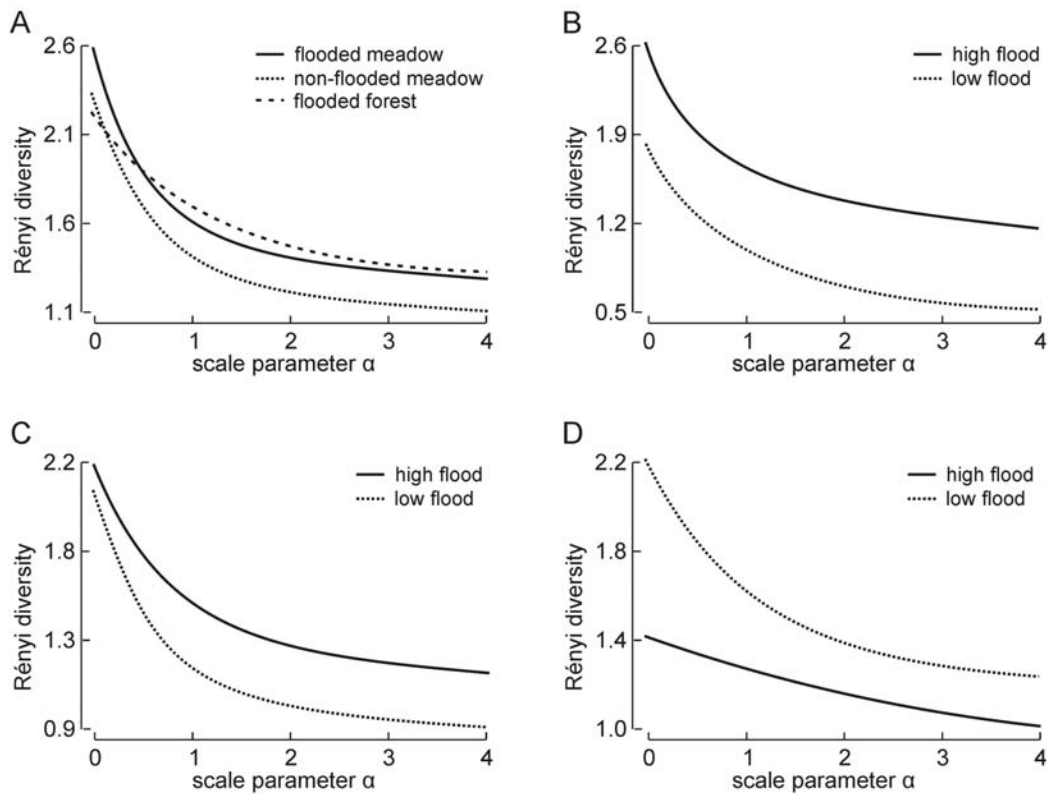 A
2.6
2.1
1.6
1.1
Rényi diversity
flooded meadow
non-flooded meadow
flooded forest
0 1 2 3 4
scale parameter α
B
2.6
1.9
1.2
0.5
Rényi diversity
high flood
low flood
0 1 2 3 4
scale parameter α
C
2.2
1.8
1.3
0.9
Rényi diversity
high flood
low flood
0 1 2 3 4
scale parameter α
D
2.2
1.8
1.4
1.0
Rényi diversity
high flood
low flood
0 1 2 3 4
scale parameter α